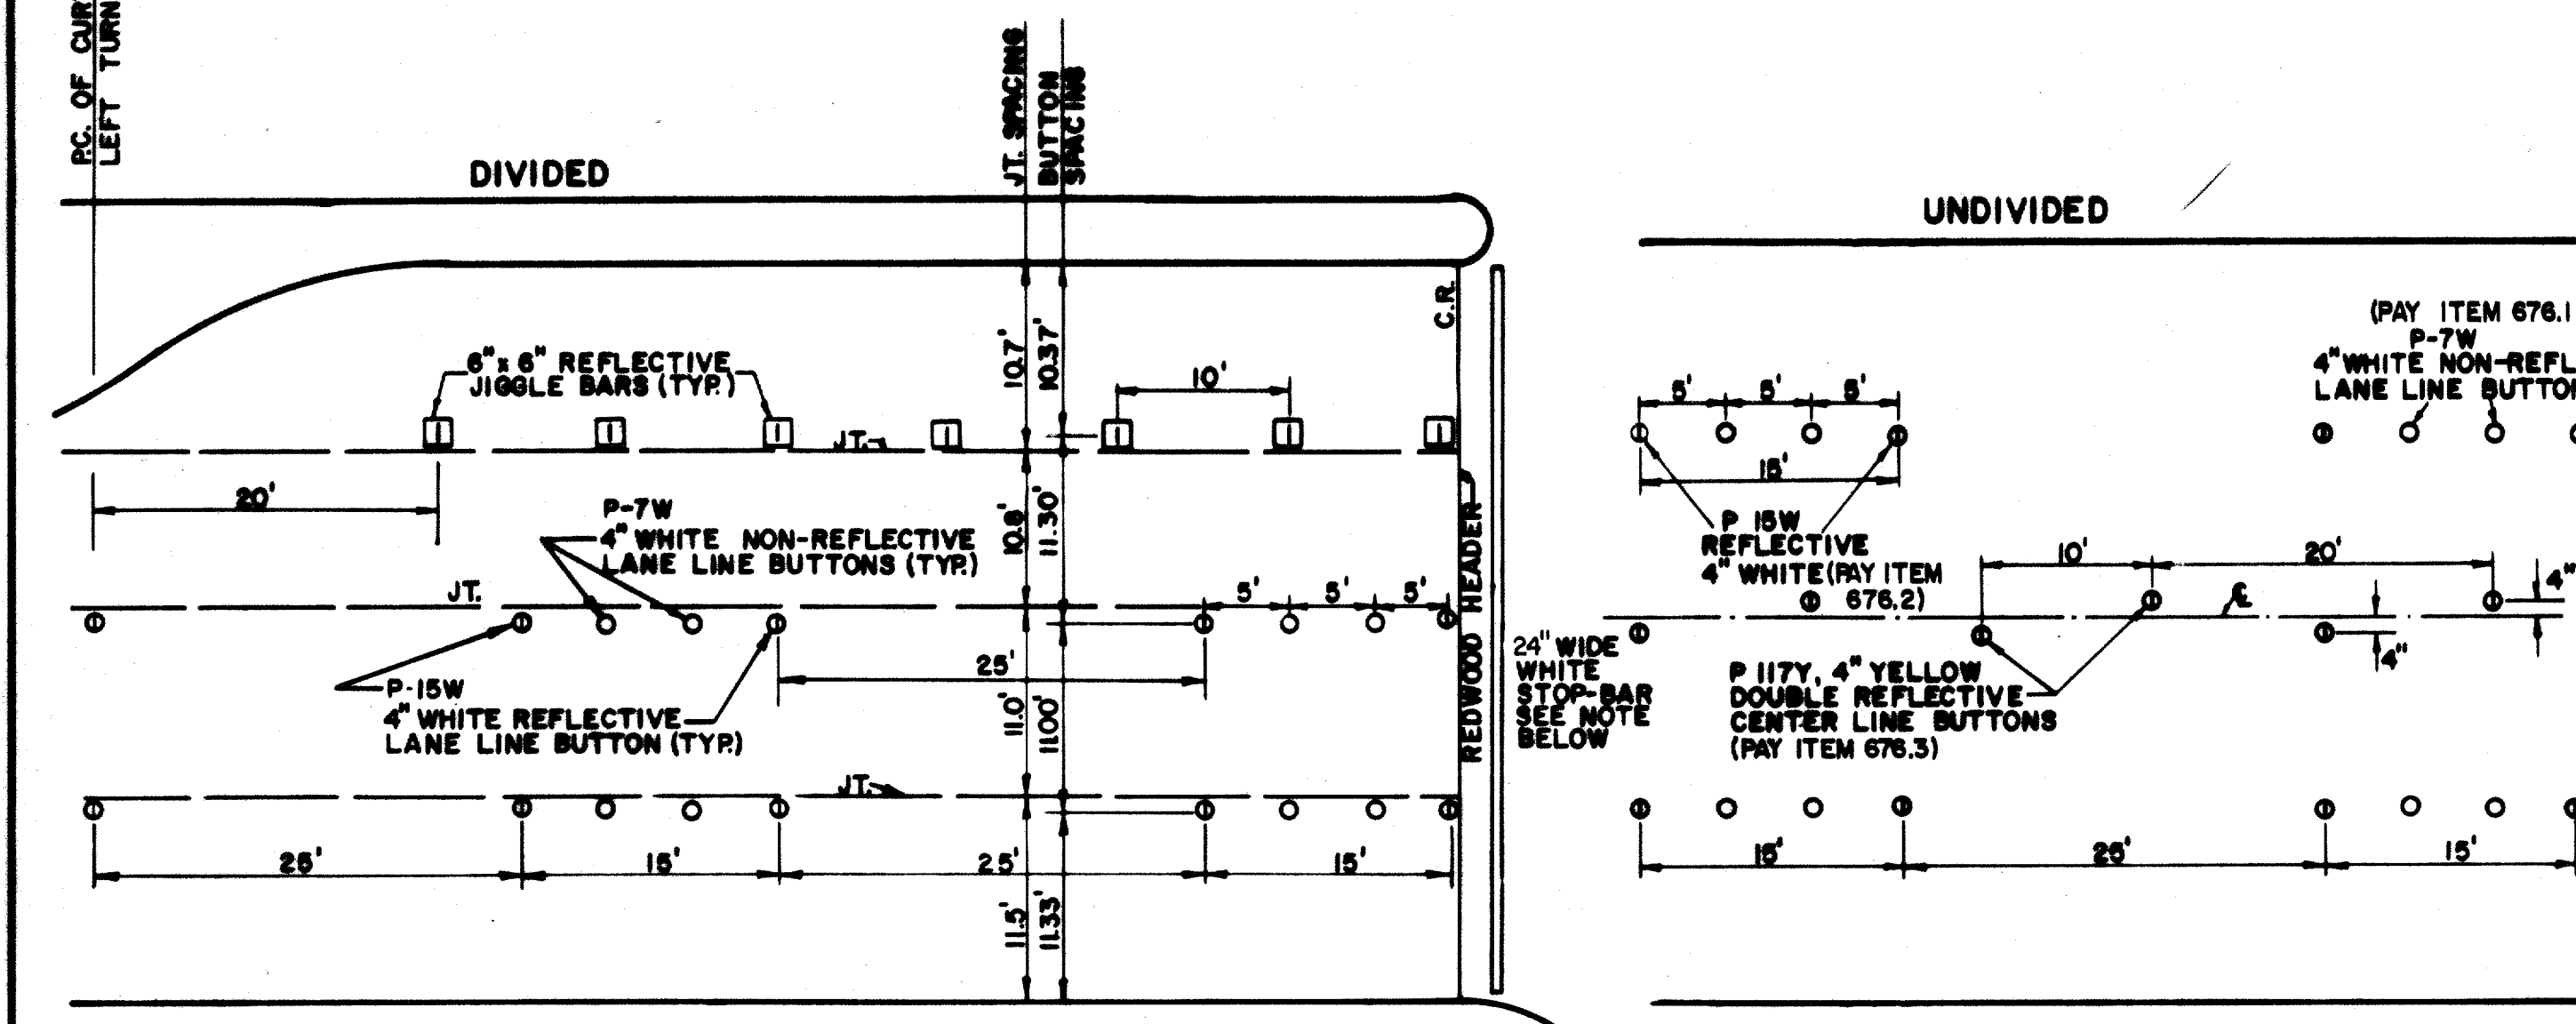 P.C. OF CUR
LEFT TURN
DIVIDED
JT. SPACING
BUTTON
SPACING
6" x 6" REFLECTIVE
JIGGLE BARS (TYP.)
10.7'
10.37'
10'
C.R.
JT.
20'
P-7W
4" WHITE NON-REFLECTIVE
LANE LINE BUTTONS (TYP.)
10.8'
11.30'
JT.
5' 5' 5'
25'
P-15W
4" WHITE REFLECTIVE
LANE LINE BUTTON (TYP.)
11.0'
11.00'
REDWOOD HEADER
JT.
25' 15' 25' 15'
11.5'
11.33'
24" WIDE
WHITE
STOP-BAR
SEE NOTE
BELOW
UNDIVIDED
(PAY ITEM 676.1
P-7W
4" WHITE NON-REFL
LANE LINE BUTTO
5' 5' 5'
15'
P 15W
REFLECTIVE
4" WHITE (PAY ITEM
676.2)
10' 20'
4"
℄
4"
P 117Y, 4" YELLOW
DOUBLE REFLECTIVE
CENTER LINE BUTTONS
(PAY ITEM 676.3)
15' 25' 15'